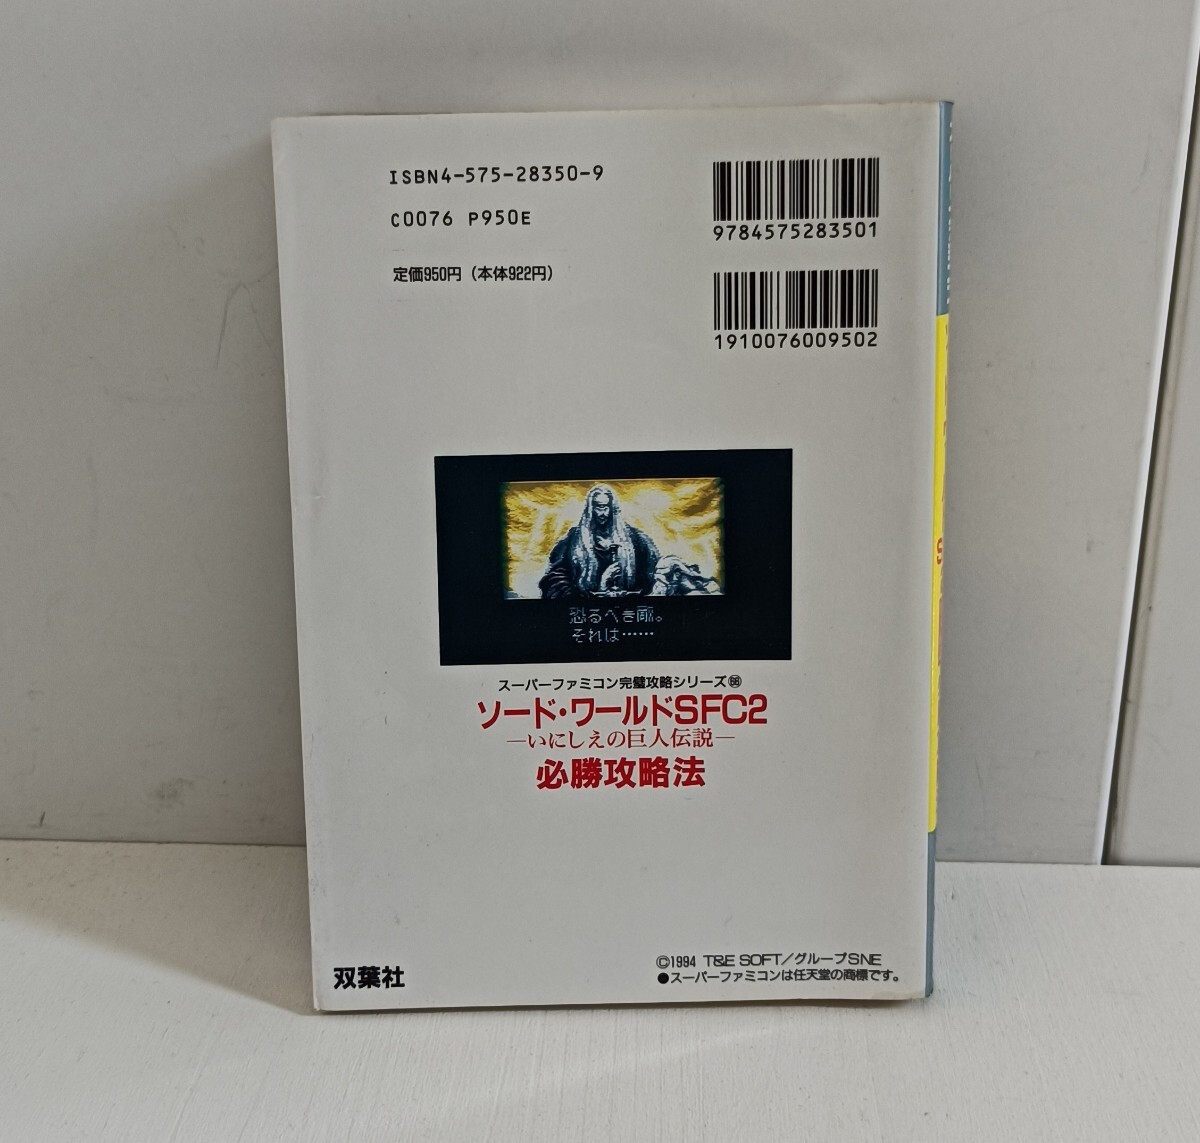 ISBN4-575-28350-9
C0076 P950E
定価950円（本体922円）
9784575283501
1910076009502
恐るべき敵。
それは……
スーパーファミコン完璧攻略シリーズ
ソード・ワールドSFC2
―いにしえの巨人伝説―
必勝攻略法
双葉社
©1994 T&E SOFT／グループSNE
●スーパーファミコンは任天堂の商標です。